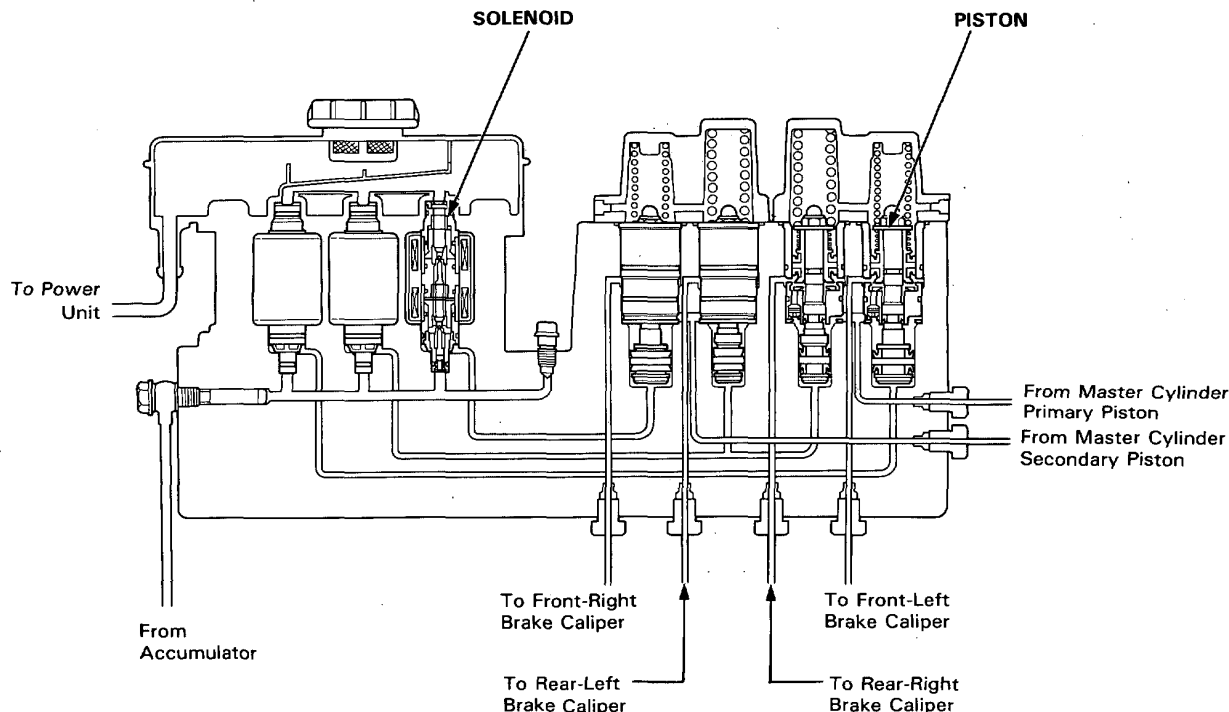 SOLENOID
PISTON
To Power
Unit
From Master Cylinder
Primary Piston
From Master Cylinder
Secondary Piston
From
Accumulator
To Front-Right
Brake Caliper
To Front-Left
Brake Caliper
To Rear-Left
Brake Caliper
To Rear-Right
Brake Caliper